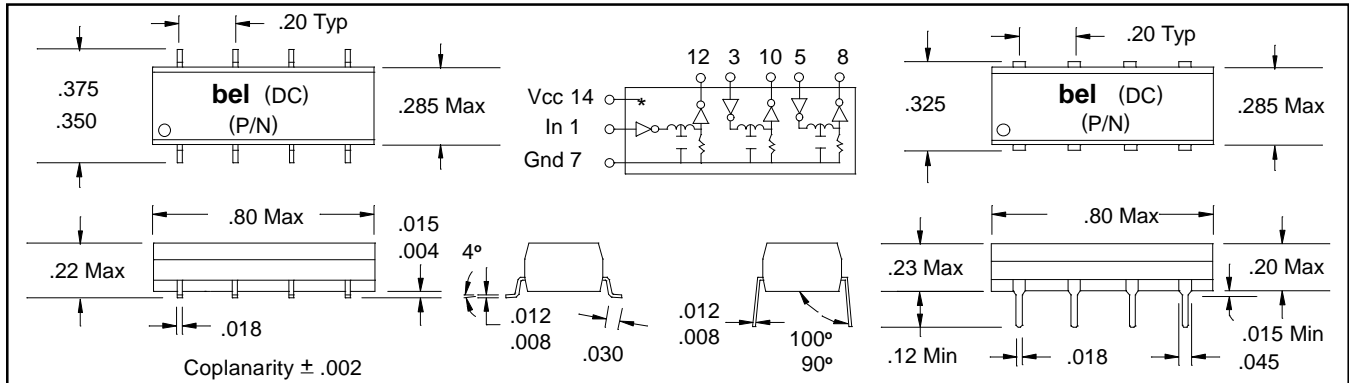 .20 Typ
.375
.350
bel (DC)
(P/N)
.285 Max
12 3 10 5 8
Vcc 14
*
In 1
Gnd 7
.20 Typ
.325
bel (DC)
(P/N)
.285 Max
.80 Max
.22 Max
.015
.004
.018
Coplanarity ± .002
4º
.012
.008
.030
.012
.008
100º
90º
.80 Max
.23 Max
.20 Max
.12 Min
.018
.015 Min
.045